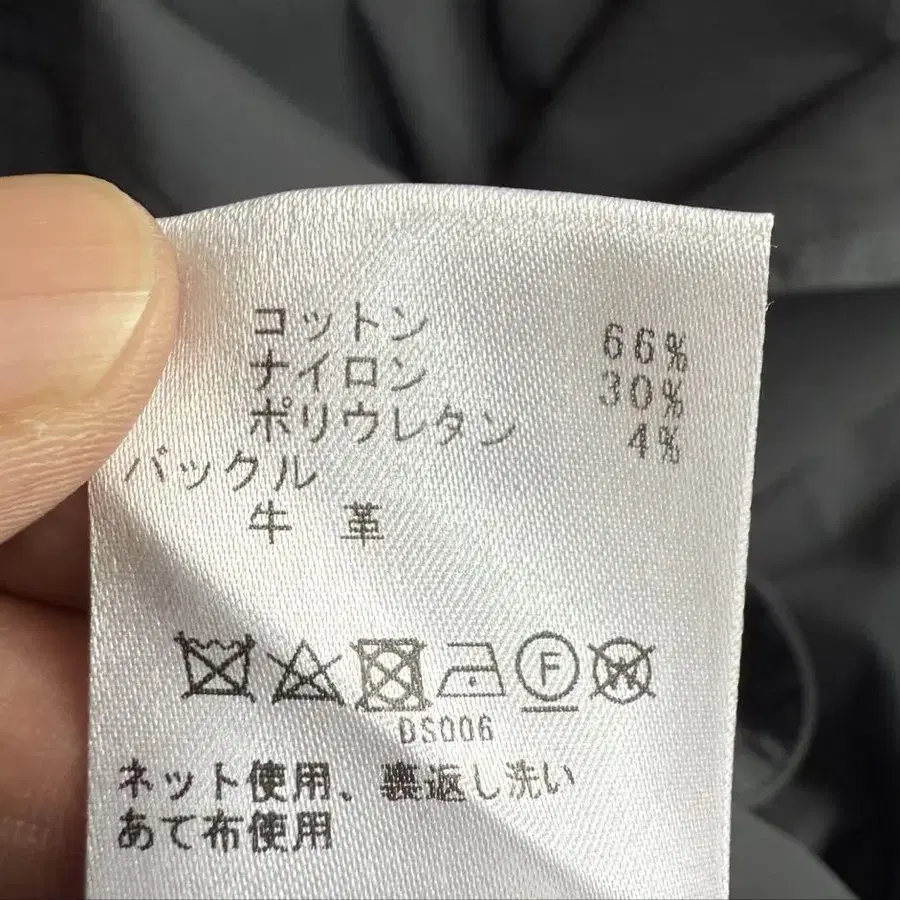 コットン 66%
ナイロン 30%
ポリウレタン 4%
バックル
牛 革
F W
DS006
ネット使用、裏返し洗い
あて布使用